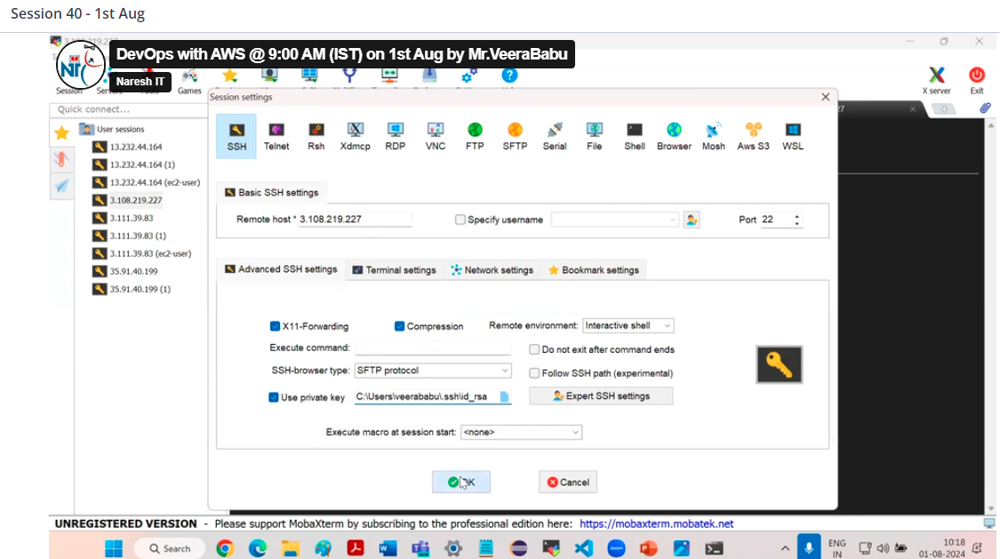 Session 40 - 1st Aug
DevOps with AWS @ 9:00 AM (IST) on 1st Aug by Mr.VeeraBabu
Naresh IT
Session
Games
X server
Exit
Quick connect...
Session settings
SSH
Telnet
Rsh
Xdmcp
RDP
VNC
FTP
SFTP
Serial
File
Shell
Browser
Mosh
Aws S3
WSL
User sessions
13.232.44.164
13.232.44.164 (1)
13.232.44.164 (ec2-user)
3.108.219.227
3.111.39.83
3.111.39.83 (1)
3.111.39.83 (ec2-user)
35.91.40.199
35.91.40.199 (1)
Basic SSH settings
Remote host * 3.108.219.227
Specify username
Port 22
Advanced SSH settings
Terminal settings
Network settings
Bookmark settings
X11-Forwarding
Compression
Remote environment: Interactive shell
Execute command:
Do not exit after command ends
SSH-browser type: SFTP protocol
Follow SSH path (experimental)
Use private key C:\Users\veerababu\.ssh\id_rsa
Expert SSH settings
Execute macro at session start: <none>
OK
Cancel
UNREGISTERED VERSION - Please support MobaXterm by subscribing to the professional edition here: https://mobaxterm.mobatek.net
Search
ENG
IN
10:18
01-08-2024